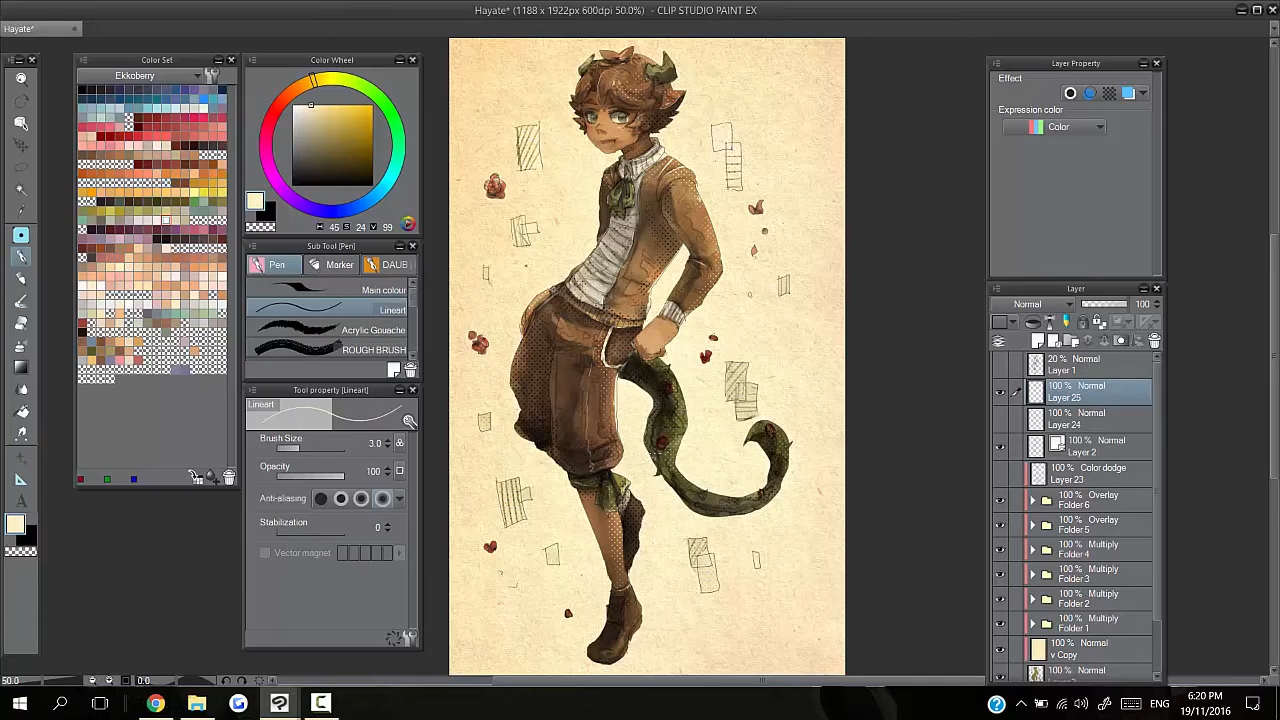 Hayate* (1188 x 1922px 600dpi 50.0%) - CLIP STUDIO PAINT EX
Hayate*
Color Set
Ekkoberry
Color Wheel
H 45 S 24 V 99
Sub Tool [Pen]
Pen
Marker
DAUB
Main colour
Lineart
Acrylic Gouache
ROUGH BRUSH
Tool property [Lineart]
Lineart
Brush Size 3.0
Opacity 100
Anti-aliasing
Stabilization 0
Vector magnet
Layer Property
Effect
Expression color
Color
Layer
Normal 100
20 % Normal
Layer 1
100 % Normal
Layer 25
100 % Normal
Layer 24
100 % Normal
Layer 2
100 % Color dodge
Layer 23
100 % Overlay
Folder 6
100 % Overlay
Folder 5
100 % Multiply
Folder 4
100 % Multiply
Folder 3
100 % Multiply
Folder 2
100 % Multiply
Folder 1
100 % Normal
v Copy
100 % Normal
50.0
0.0
ENG
6:20 PM
19/11/2016